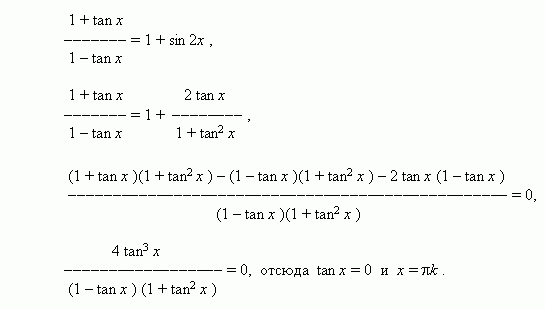 1 + tan x
–––––––– = 1 + sin 2x ,
1 – tan x
1 + tan x 2 tan x
–––––––– = 1 + ––––––––– ,
1 – tan x 1 + tan² x
(1 + tan x )(1 + tan² x ) – (1 – tan x )(1 + tan² x ) – 2 tan x (1 – tan x )
–––––––––––––––––––––––––––––––––––––––––––––––– = 0,
(1 – tan x )(1 + tan² x )
4 tan³ x
–––––––––––––––––– = 0, отсюда tan x = 0 и x = πk .
(1 – tan x ) (1 + tan² x )